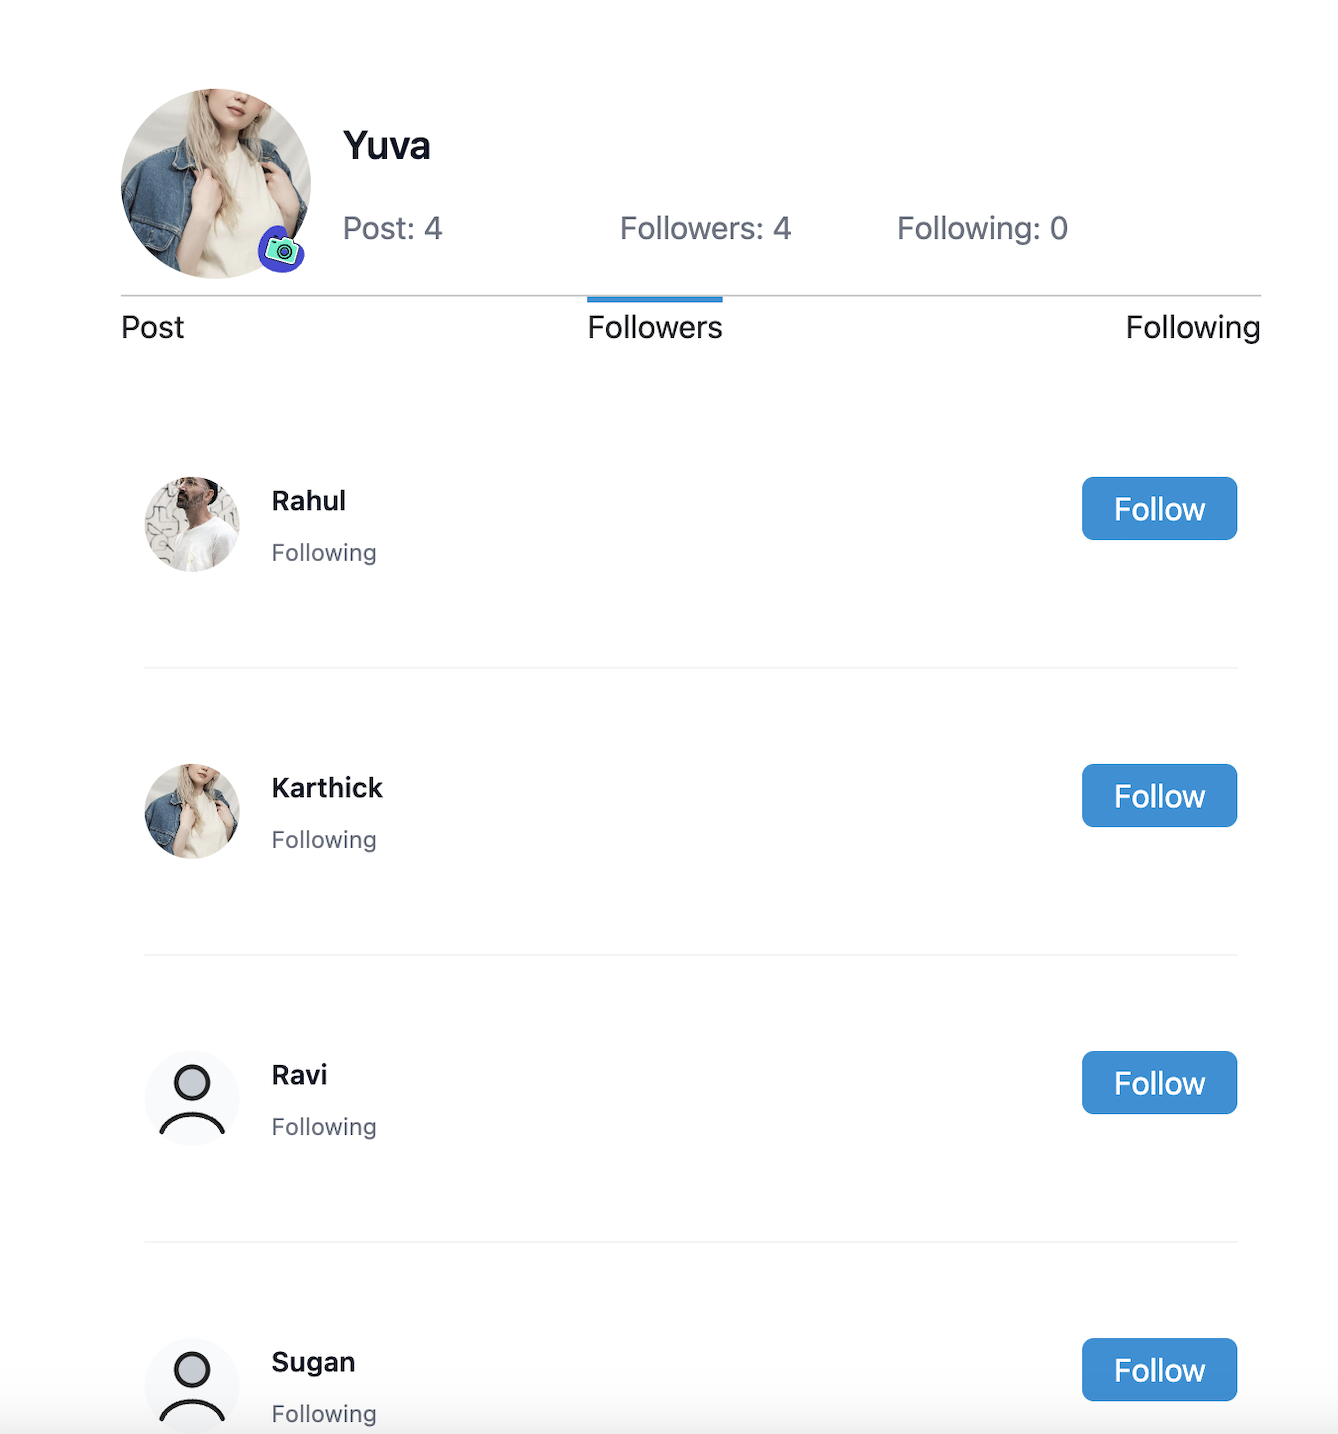 Yuva
Post: 4 Followers: 4 Following: 0
Post Followers Following
Rahul
Following
Follow
Karthick
Following
Follow
Ravi
Following
Follow
Sugan
Following
Follow